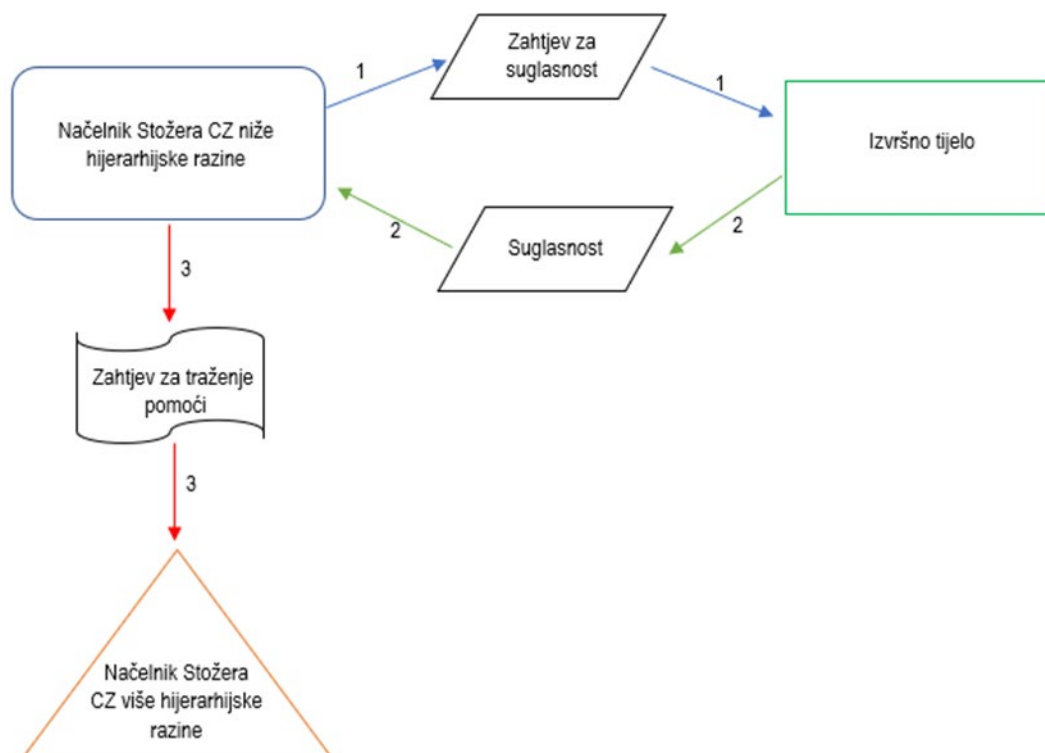 Zahtjev za
suglasnost
1
1
Načelnik Stožera CZ niže
hijerarhijske razine
Izvršno tijelo
2
Suglasnost
2
3
Zahtjev za traženje
pomoći
3
Načelnik Stožera
CZ više hijerarhijske
razine